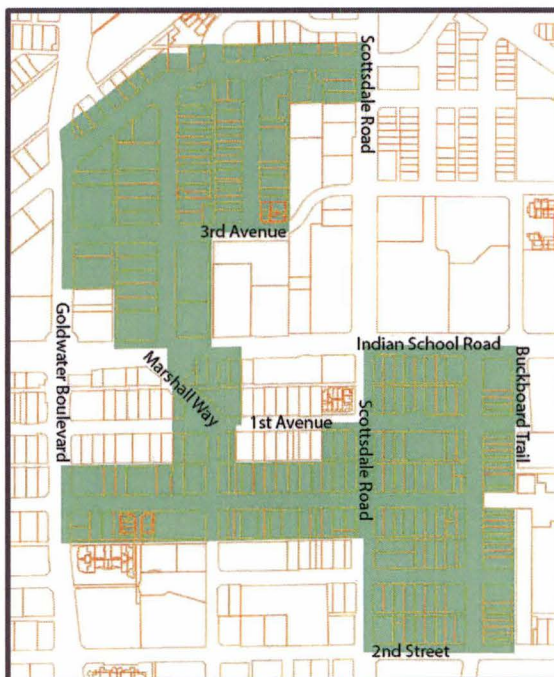 Scottsdale Road
3rd Avenue
Goldwater Boulevard
Marshall Way
Indian School Road
Buckboard Trail
1st Avenue
Scottsdale Road
2nd Street